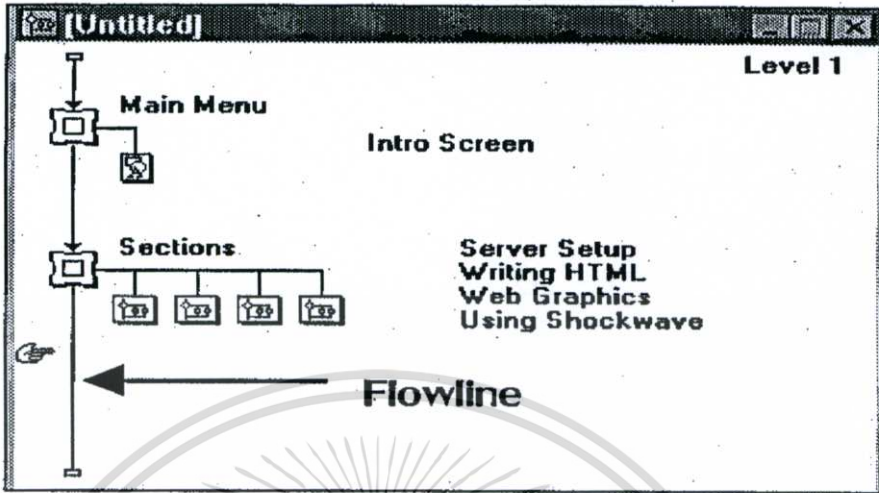 [Untitled]
Level 1
Main Menu
Intro Screen
Sections
Server Setup
Writing HTML
Web Graphics
Using Shockwave
Flowline